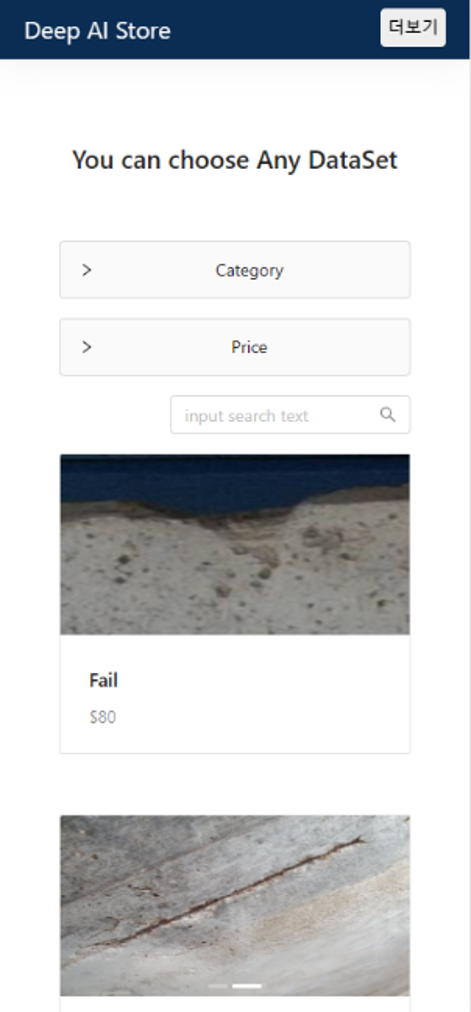 Deep AI Store
더보기
You can choose Any DataSet
Category
Price
input search text
Fail
$80